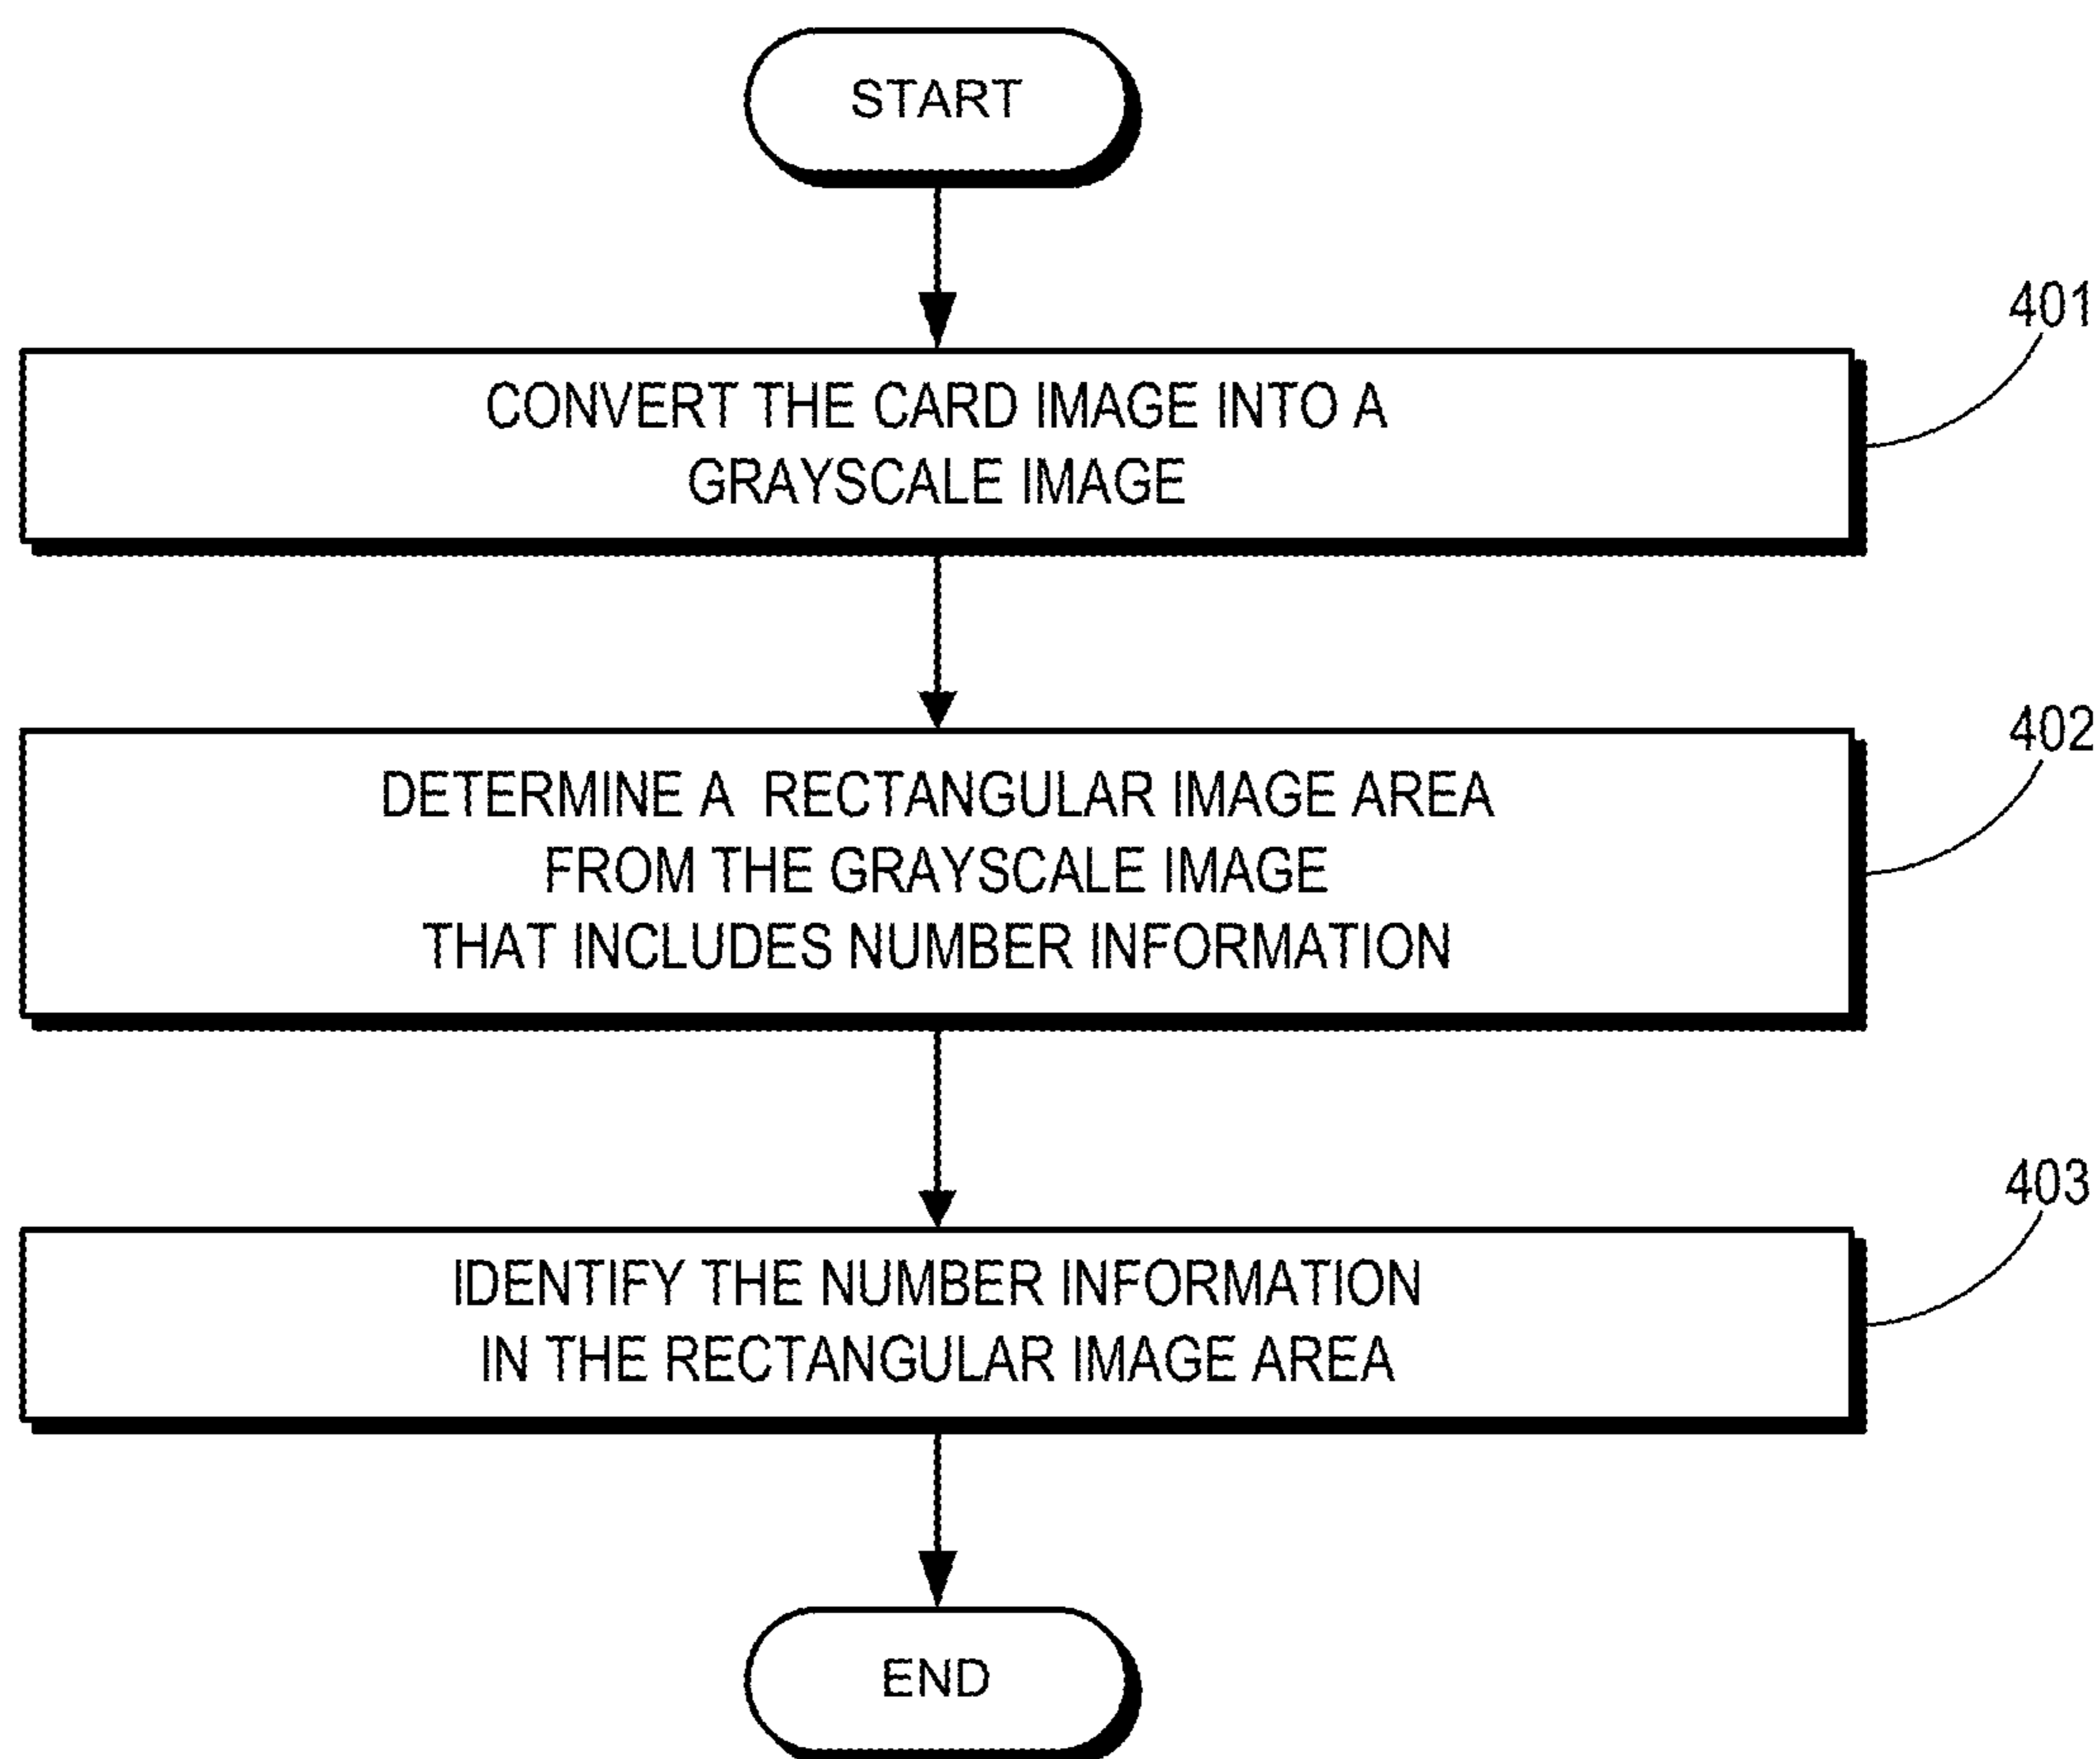 START
401
CONVERT THE CARD IMAGE INTO A
GRAYSCALE IMAGE
402
DETERMINE A RECTANGULAR IMAGE AREA
FROM THE GRAYSCALE IMAGE
THAT INCLUDES NUMBER INFORMATION
403
IDENTIFY THE NUMBER INFORMATION
IN THE RECTANGULAR IMAGE AREA
END